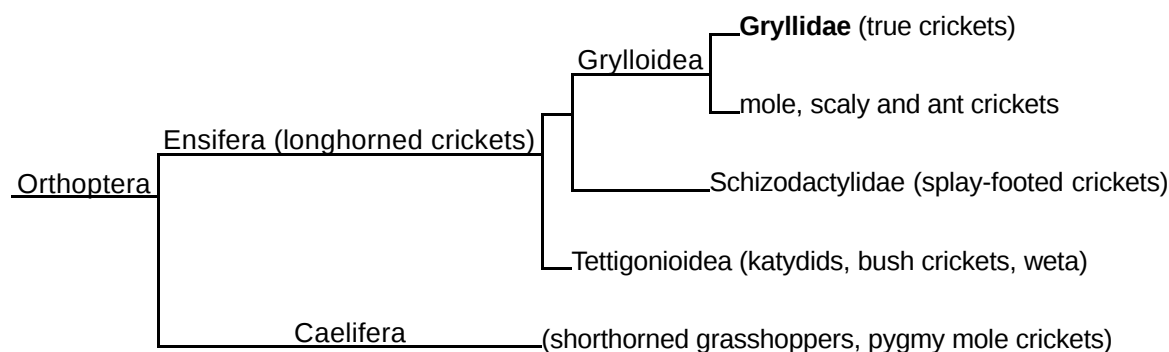 Gryllidae (true crickets)
Grylloidea
mole, scaly and ant crickets
Ensifera (longhorned crickets)
Orthoptera
Schizodactylidae (splay-footed crickets)
Tettigonioidea (katydids, bush crickets, weta)
Caelifera
(shorthorned grasshoppers, pygmy mole crickets)